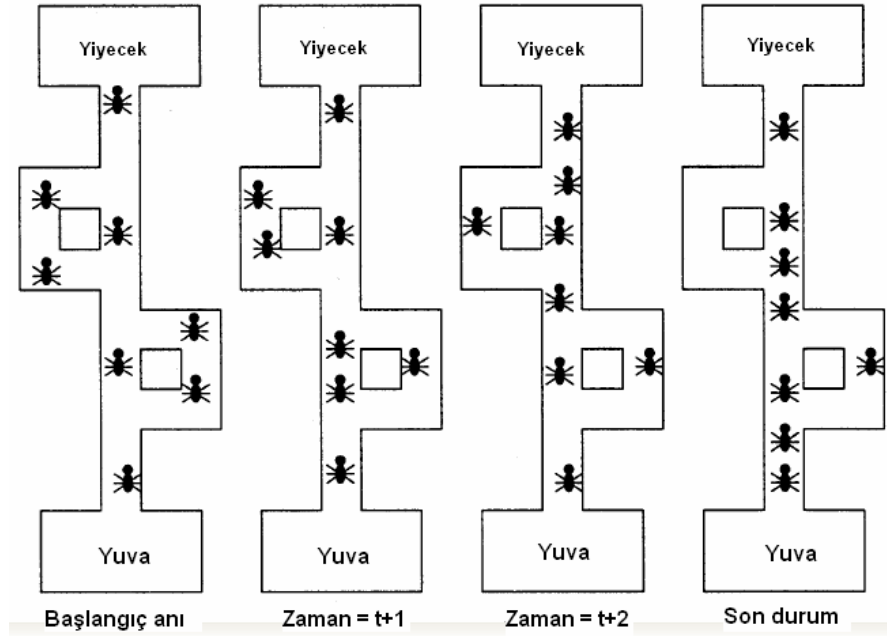 Yiyecek Yiyecek Yiyecek Yiyecek
Yuva Yuva Yuva Yuva
Başlangıç anı Zaman = t+1 Zaman = t+2 Son durum